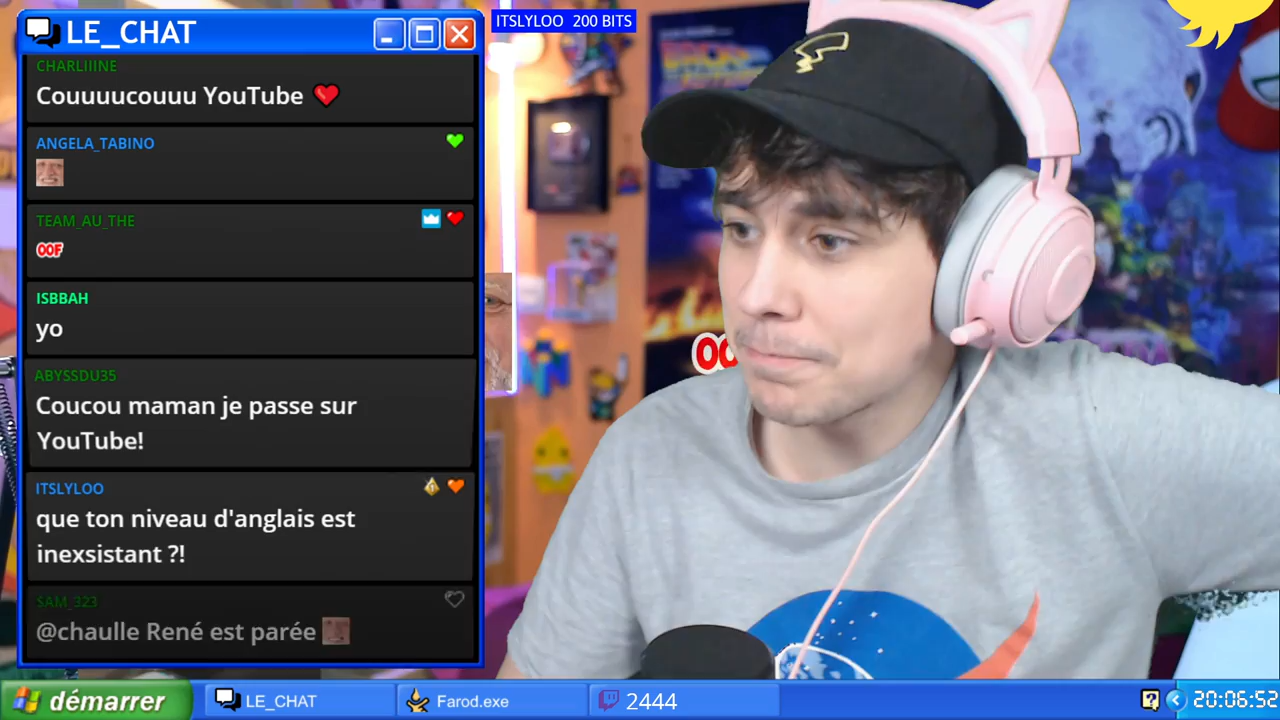 LE_CHAT
ITSLYLOO 200 BITS
CHARLIIINE
Couuuucouuu YouTube
ANGELA_TABINO
TEAM_AU_THE
OOF
ISBBAH
yo
ABYSSDU35
Coucou maman je passe sur
YouTube!
ITSLYLOO
que ton niveau d'anglais est
inexsistant ?!
SAM_323
@chaulle René est parée
démarrer
LE_CHAT
Farod.exe
2444
20:06:52